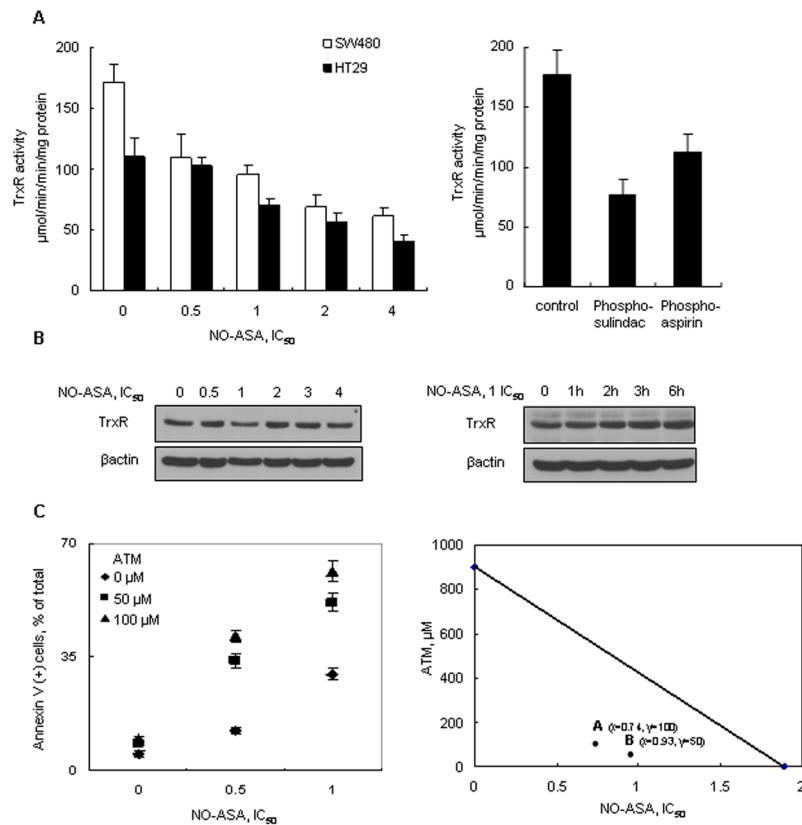 A
SW480
HT29
TrxR activity
µmol/min/min/mg protein
200
150
100
50
0
0 0.5 1 2 4
NO-ASA, IC50
TrxR activity
µmol/min/min/mg protein
200
150
100
50
0
control Phospho-sulindac Phospho-aspirin
B
NO-ASA, IC50 0 0.5 1 2 3 4
TrxR
βactin
NO-ASA, 1 IC50 0 1h 2h 3h 6h
TrxR
βactin
C
Annexin V (+) cells, % of total
70
35
0
ATM
0 µM
50 µM
100 µM
0 0.5 1
NO-ASA, IC50
ATM, µM
1000
800
600
400
200
0
A (x=0.74, y=100)
B (x=0.93, y=50)
0 0.5 1 1.5 2
NO-ASA, IC50